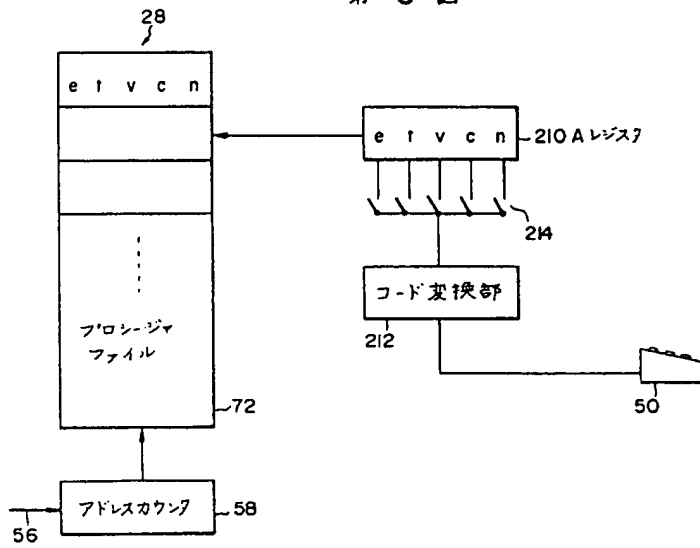 28
e t v c n
e t v c n
210 Aレジスタ
214
コード変換部
212
50
プロシージャ
ファイル
72
アドレスカウンタ
58
56